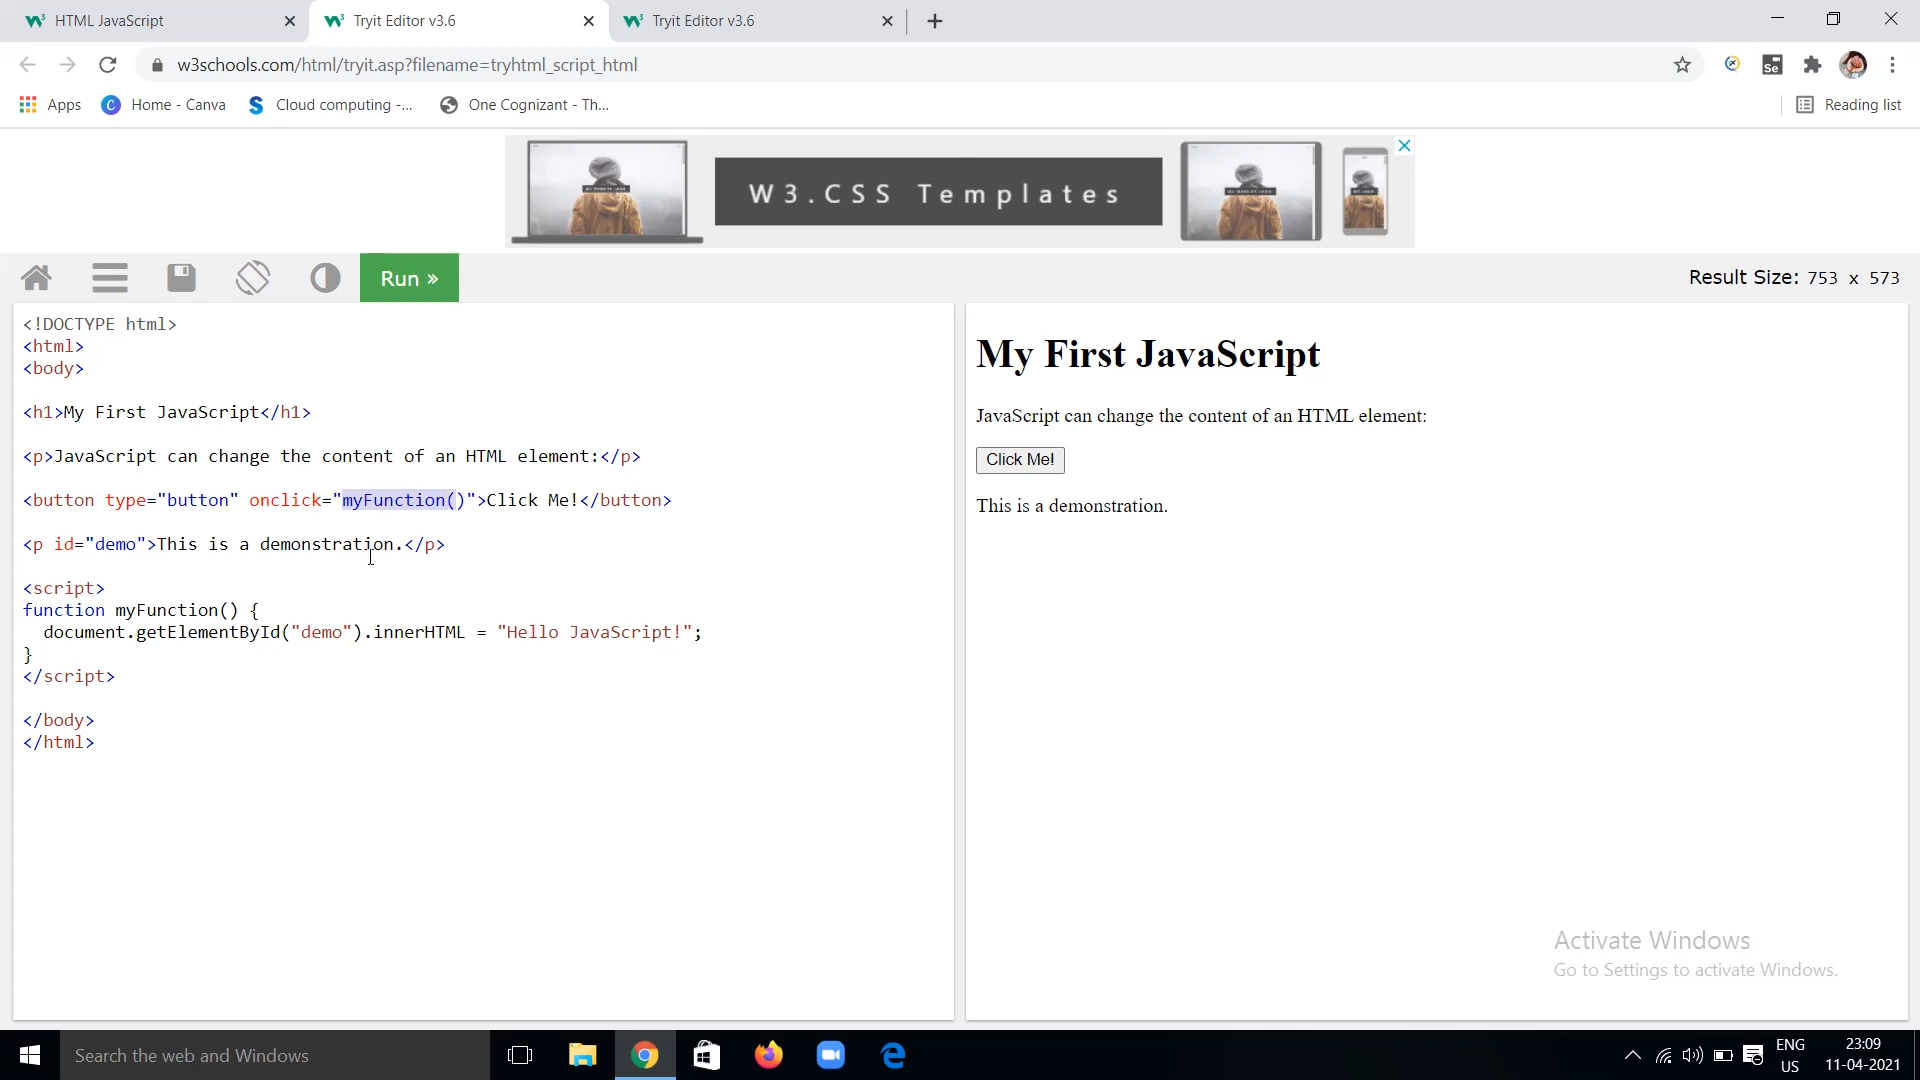 HTML JavaScript
Tryit Editor v3.6
Tryit Editor v3.6
w3schools.com/html/tryit.asp?filename=tryhtml_script_html
Apps
Home - Canva
Cloud computing -...
One Cognizant - Th...
Reading list
W3.CSS Templates
Run »
Result Size: 753 x 573
<!DOCTYPE html>
<html>
<body>
<h1>My First JavaScript</h1>
<p>JavaScript can change the content of an HTML element:</p>
<button type="button" onclick="myFunction()">Click Me!</button>
<p id="demo">This is a demonstration.</p>
<script>
function myFunction() {
  document.getElementById("demo").innerHTML = "Hello JavaScript!";
}
</script>
</body>
</html>
My First JavaScript
JavaScript can change the content of an HTML element:
Click Me!
This is a demonstration.
Activate Windows
Go to Settings to activate Windows.
Search the web and Windows
ENG
US
23:09
11-04-2021